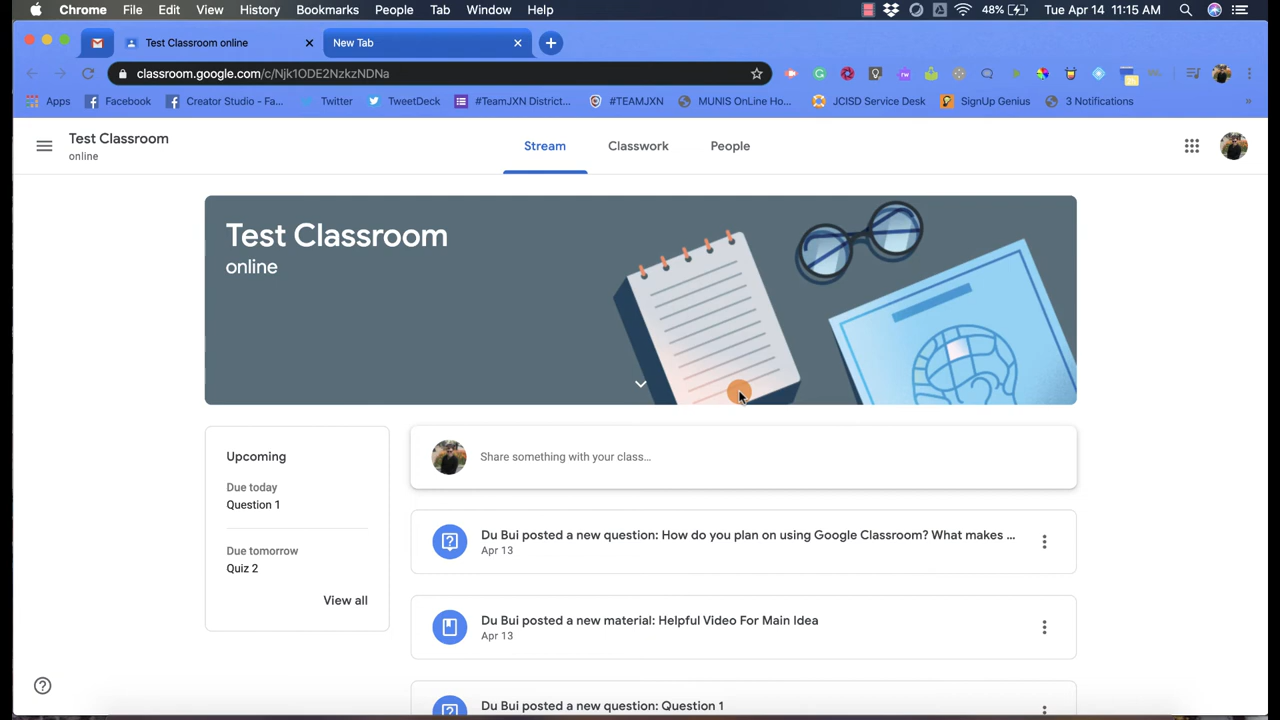 Chrome File Edit View History Bookmarks People Tab Window Help 48% Tue Apr 14 11:15 AM
Test Classroom online New Tab
classroom.google.com/c/Njk1ODE2NzkzNDNa
Apps Facebook Creator Studio - Fa... Twitter TweetDeck #TeamJXN District... #TEAMJXN MUNIS OnLine Ho... JCISD Service Desk SignUp Genius 3 Notifications »
Test Classroom
online
Stream Classwork People
Test Classroom
online
Upcoming
Due today
Question 1
Due tomorrow
Quiz 2
View all
Share something with your class...
Du Bui posted a new question: How do you plan on using Google Classroom? What makes ...
Apr 13
Du Bui posted a new material: Helpful Video For Main Idea
Apr 13
Du Bui posted a new question: Question 1